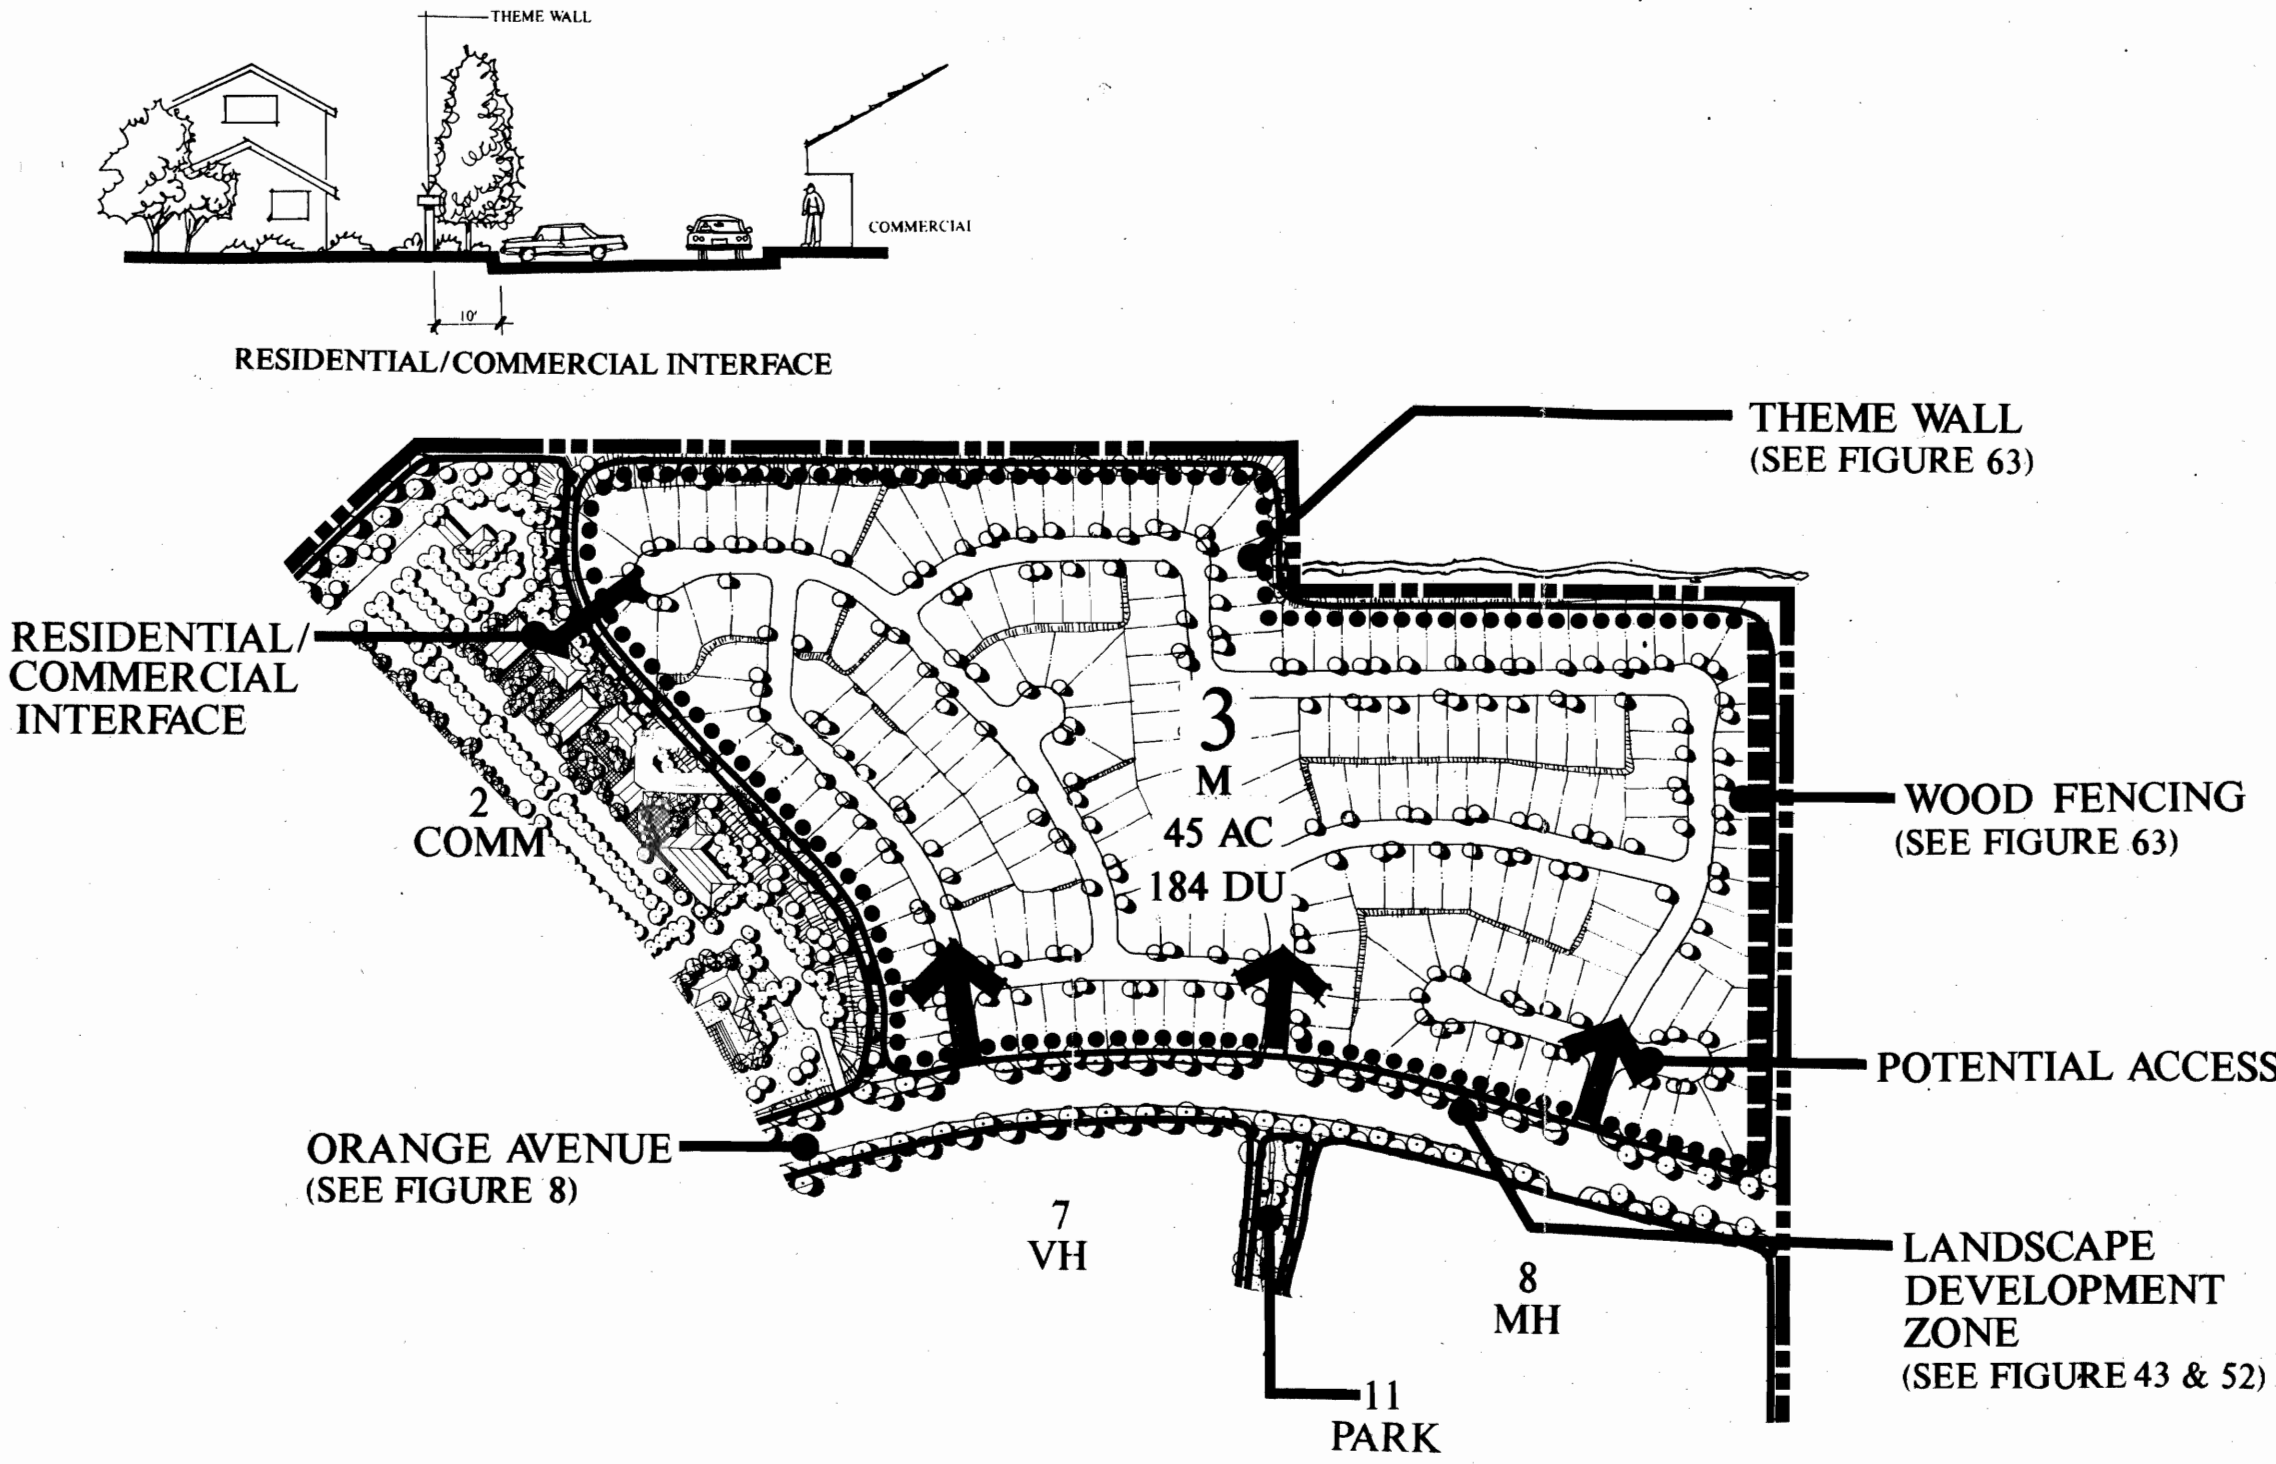 THEME WALL
COMMERCIAL
10'
RESIDENTIAL/COMMERCIAL INTERFACE
THEME WALL
(SEE FIGURE 63)
RESIDENTIAL/
COMMERCIAL
INTERFACE
3
M
45 AC
184 DU
2
COMM
WOOD FENCING
(SEE FIGURE 63)
POTENTIAL ACCESS
ORANGE AVENUE
(SEE FIGURE 8)
7
VH
8
MH
LANDSCAPE
DEVELOPMENT
ZONE
(SEE FIGURE 43 & 52)
11
PARK